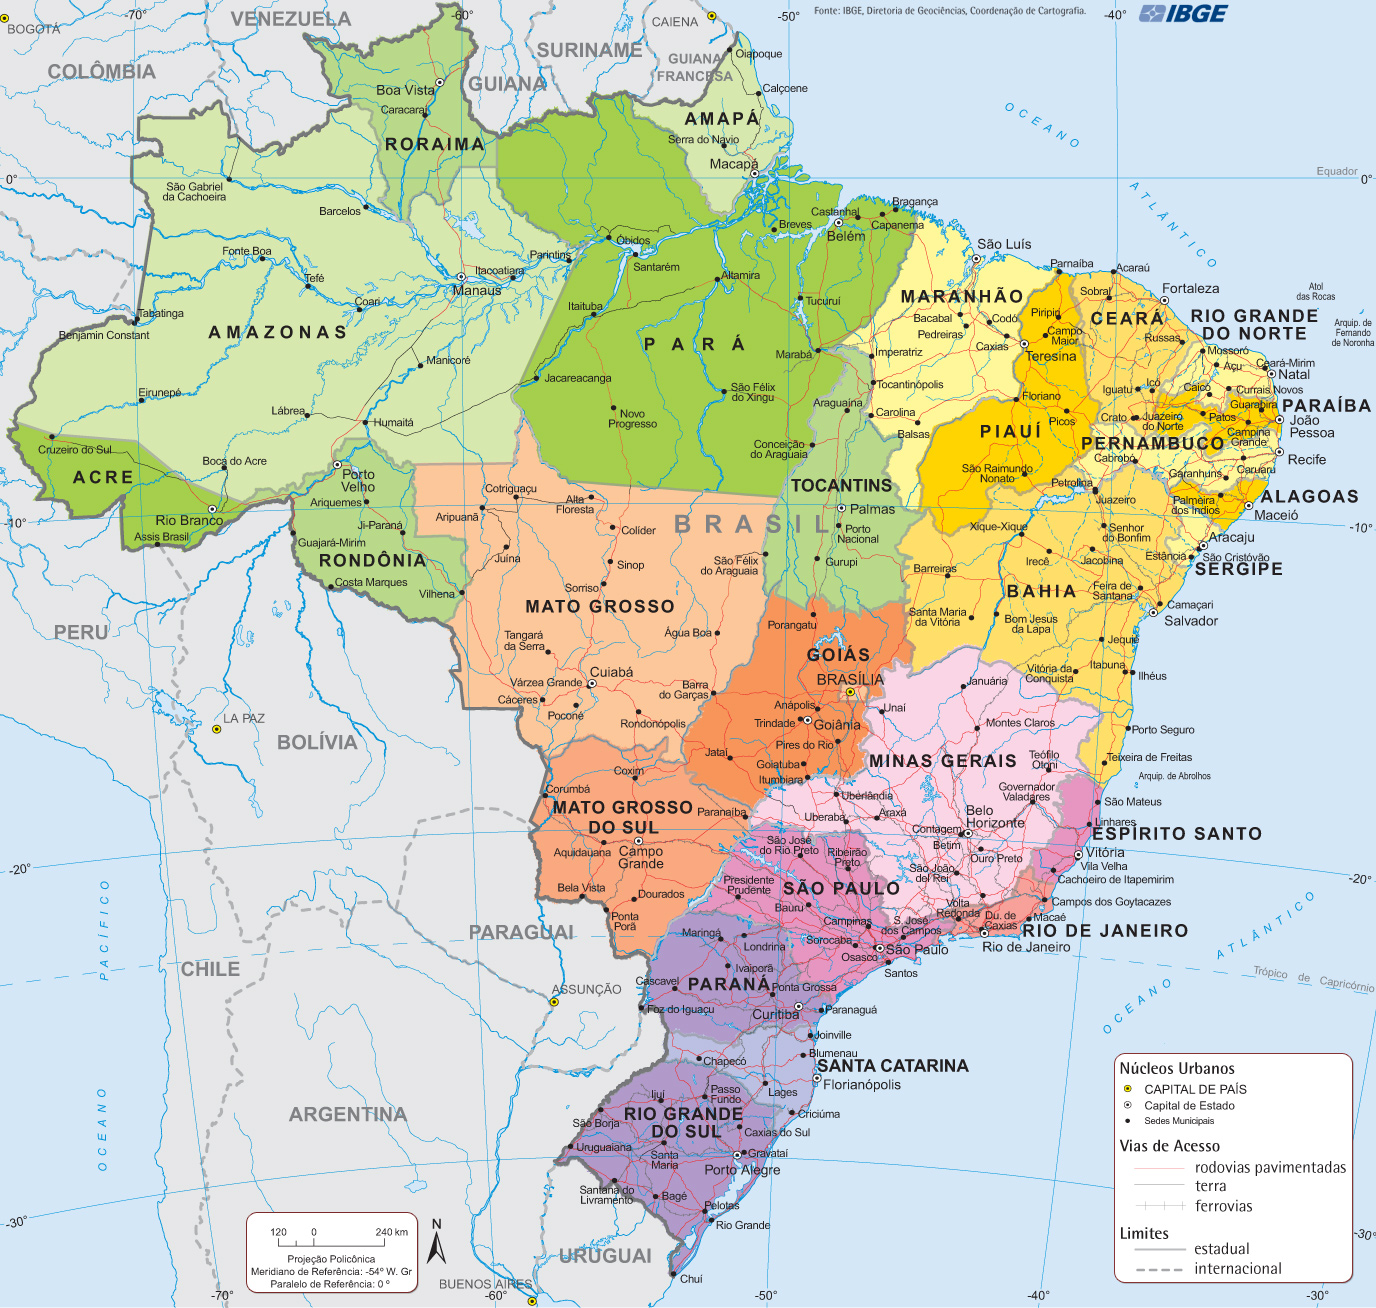 -70°
-60°
-50°
Fonte: IBGE, Diretoria de Geociências, Coordenação de Cartografia.
-40°
IBGE
BOGOTÁ
VENEZUELA
CAIENA
COLÔMBIA
SURINAME
GUIANA
GUIANA
FRANCESA
Oiapoque
Calçoene
Boa Vista
Caracaraí
RORAIMA
AMAPÁ
Serra do Navio
Macapá
OCEANO
ATLÂNTICO
Equador
0°
0°
São Gabriel
da Cachoeira
Barcelos
Fonte Boa
Tefé
Coari
Manaus
Itacoatiara
Parintins
Óbidos
Santarém
Altamira
Breves
Castanhal
Belém
Bragança
Capanema
São Luís
Parnaíba
Acaraú
Tabatinga
Benjamin Constant
AMAZONAS
Manicoré
Itaituba
Tucuruí
PARÁ
MARANHÃO
Bacabal
Pedreiras
Codó
Caxias
Piripiri
Campo
Maior
Teresina
Sobral
CEARÁ
Fortaleza
RIO GRANDE
DO NORTE
Atol
das Rocas
Arquip. de
Fernando
de Noronha
Russas
Mossoró
Açu
Ceará-Mirim
Natal
Caicó
Currais Novos
Eirunepé
Lábrea
Humaitá
Jacareacanga
Novo
Progresso
São Félix
do Xingu
Marabá
Imperatriz
Tocantinópolis
Araguaína
Carolina
Balsas
Floriano
Picos
Iguatu
Icó
Crato
Juazeiro
do Norte
Guarabira
Patos
Campina
Grande
PARAÍBA
João
Pessoa
Cruzeiro do Sul
ACRE
Boca do Acre
Rio Branco
Assis Brasil
Porto
Velho
Ariquemes
Ji-Paraná
Guajará-Mirim
RONDÔNIA
Costa Marques
Vilhena
Conceição
do Araguaia
TOCANTINS
Palmas
Porto
Nacional
Gurupi
PIAUÍ
São Raimundo
Nonato
PERNAMBUCO
Cabrobó
Petrolina
Garanhuns
Caruaru
Recife
Palmeira
dos Índios
ALAGOAS
Maceió
-10°
-10°
BRASIL
Cotriguaçu
Aripuanã
Alta
Floresta
Colíder
Juína
Sinop
Sorriso
São Félix
do Araguaia
MATO GROSSO
Tangará
da Serra
Água Boa
Cuiabá
Várzea Grande
Cáceres
Poconé
Rondonópolis
Barra
do Garças
Juazeiro
Xique-Xique
Senhor
do Bonfim
Irecê
Jacobina
Aracaju
Estância
São Cristóvão
SERGIPE
Barreiras
BAHIA
Feira de
Santana
Camaçari
Salvador
Santa Maria
da Vitória
Bom Jesus
da Lapa
Jequié
Vitória da
Conquista
Itabuna
Ilhéus
Porto Seguro
Teixeira de Freitas
Arquip. de Abrolhos
Porangatu
GOIÁS
BRASÍLIA
Anápolis
Trindade
Goiânia
Pires do Rio
Jataí
Goiatuba
Itumbiara
Januária
Unaí
Montes Claros
MINAS GERAIS
Teófilo
Otoni
Governador
Valadares
Uberlândia
Uberaba
Araxá
Belo
Horizonte
Contagem
Betim
Ouro Preto
São João
del Rei
PERU
LA PAZ
BOLÍVIA
Coxim
Corumbá
MATO GROSSO
DO SUL
Paranaíba
Aquidauana
Campo
Grande
Bela Vista
Dourados
Ponta
Porã
São Mateus
Linhares
ESPÍRITO SANTO
Vitória
Vila Velha
Cachoeiro de Itapemirim
-20°
-20°
São José
do Rio Preto
Ribeirão
Preto
Presidente
Prudente
SÃO PAULO
Bauru
Campinas
S. José
dos Campos
Sorocaba
Osasco
São Paulo
Santos
Volta
Redonda
Du. de
Caxias
Campos dos Goytacazes
Macaé
RIO DE JANEIRO
Rio de Janeiro
OCEANO
PACÍFICO
CHILE
PARAGUAI
ASSUNÇÃO
Maringá
Londrina
Ivaiporã
Cascavel
PARANÁ
Ponta Grossa
Foz do Iguaçu
Curitiba
Paranaguá
OCEANO
ATLÂNTICO
Trópico de Capricórnio
Joinville
Blumenau
Chapecó
SANTA CATARINA
Florianópolis
Lages
Criciúma
ARGENTINA
Ijuí
Passo
Fundo
RIO GRANDE
DO SUL
São Borja
Caxias do Sul
Uruguaiana
Santa
Maria
Gravataí
Porto Alegre
Santana do
Livramento
Bagé
Pelotas
Rio Grande
Chuí
URUGUAI
BUENOS AIRES
Núcleos Urbanos
CAPITAL DE PAÍS
Capital de Estado
Sedes Municipais
Vias de Acesso
rodovias pavimentadas
terra
ferrovias
Limites
estadual
internacional
120 0 240 km
Projeção Policônica
Meridiano de Referência: -54º W. Gr
Paralelo de Referência: 0 º
N
-30°
-30°
-70°
-60°
-50°
-40°
-30°